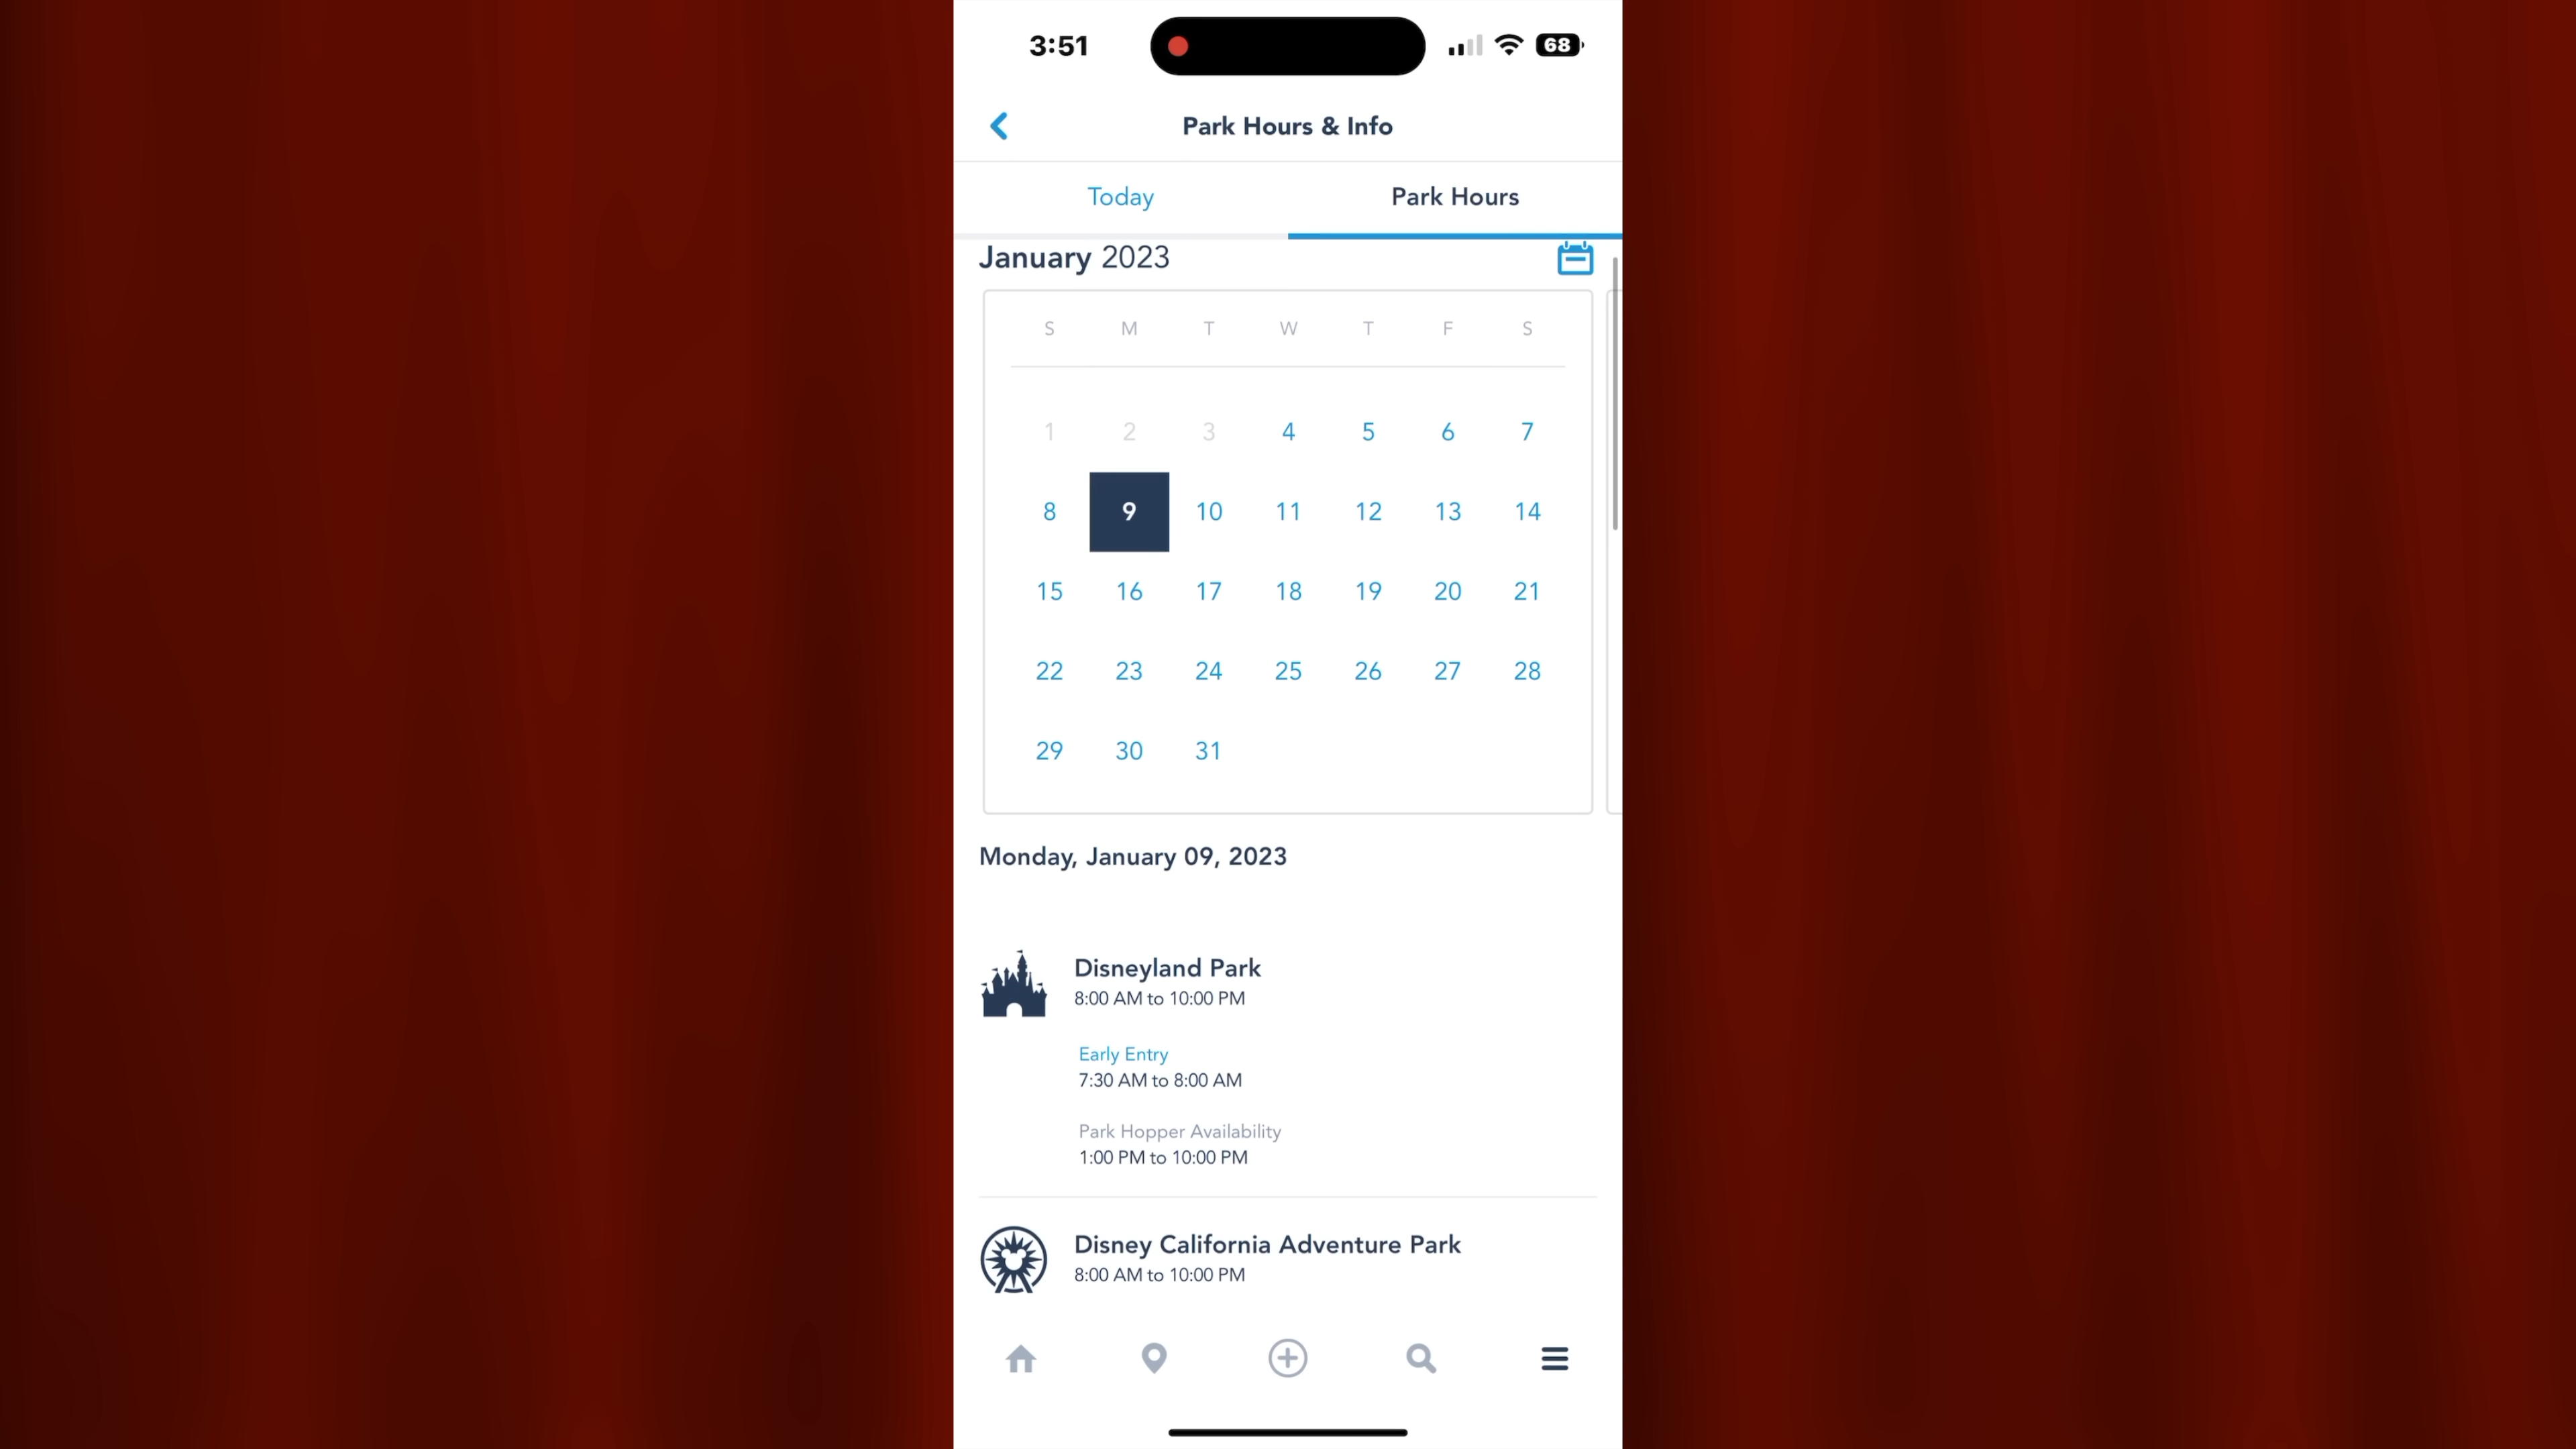 3:51
68
Park Hours & Info
Today
Park Hours
January 2023
S M T W T F S
1 2 3 4 5 6 7
8 9 10 11 12 13 14
15 16 17 18 19 20 21
22 23 24 25 26 27 28
29 30 31
Monday, January 09, 2023
Disneyland Park
8:00 AM to 10:00 PM
Early Entry
7:30 AM to 8:00 AM
Park Hopper Availability
1:00 PM to 10:00 PM
Disney California Adventure Park
8:00 AM to 10:00 PM